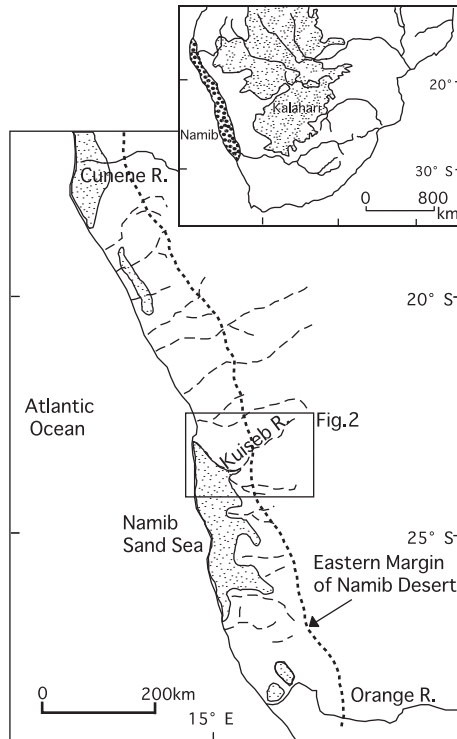 20°
Kalahari
Namib
30° S
0 800
km
Cunene R.
20° S
Atlantic
Ocean
Fig.2
Kuiseb R.
Namib
Sand Sea
25° S
Eastern Margin
of Namib Desert
0 200km
Orange R.
15° E